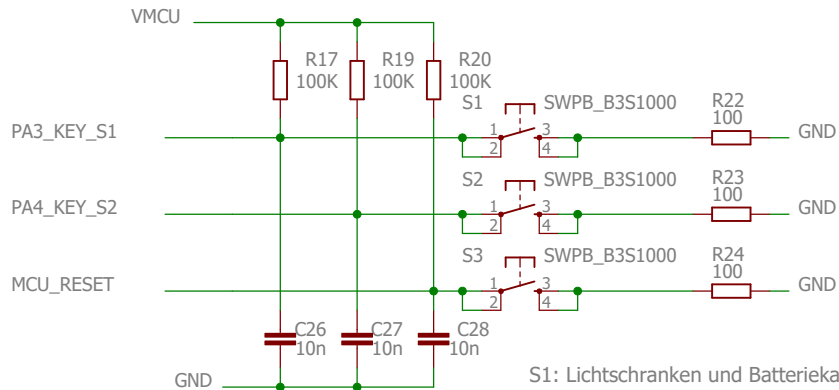 VMCU
R17 R19 R20
100K 100K 100K
S1 SWPB_B3S1000 R22
100
PA3_KEY_S1 1 3 GND
2 4
S2 SWPB_B3S1000 R23
100
PA4_KEY_S2 1 3 GND
2 4
S3 SWPB_B3S1000 R24
100
MCU_RESET 1 3 GND
2 4
C26 C27 C28
10n 10n 10n
GND S1: Lichtschranken und Batterieka